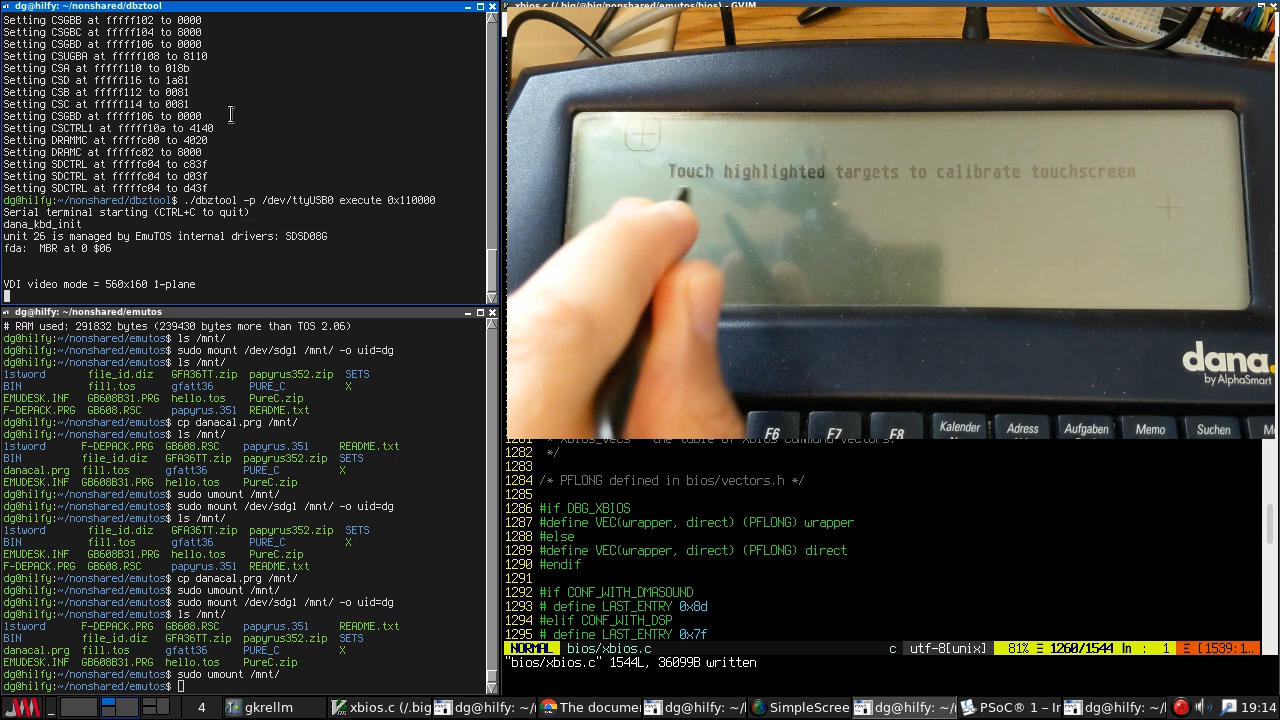 dg@hilfy: ~/nonshared/dbztool
Setting CSGBB at fffff102 to 0000
Setting CSGBC at fffff104 to 8000
Setting CSGBD at fffff106 to 0000
Setting CSUGBA at fffff108 to 8110
Setting CSA at fffff110 to 018b
Setting CSD at fffff116 to 1a81
Setting CSB at fffff112 to 0081
Setting CSC at fffff114 to 0081
Setting CSGBD at fffff106 to 0000
Setting CSCTRL1 at fffff10a to 4140
Setting DRAMMC at fffffc00 to 4020
Setting DRAMC at fffffc02 to 8000
Setting SDCTRL at fffffc04 to c83f
Setting SDCTRL at fffffc04 to d03f
Setting SDCTRL at fffffc04 to d43f
dg@hilfy:~/nonshared/dbztool$ ./dbztool -p /dev/ttyUSB0 execute 0x110000
Serial terminal starting (CTRL+C to quit)
dana_kbd_init
unit 26 is managed by EmuTOS internal drivers: SDSD08G
rda:  MBR at 0 $06
VDI video mode = 560x160 1-plane
dg@hilfy: ~/nonshared/emutos
# RAM used: 291832 bytes (239430 bytes more than TOS 2.06)
dg@hilfy:~/nonshared/emutos$ ls /mnt/
dg@hilfy:~/nonshared/emutos$ sudo mount /dev/sdg1 /mnt/ -o uid=dg
dg@hilfy:~/nonshared/emutos$ ls /mnt/
1stword file_id.diz GFA36TT.zip papyrus352.zip SETS
BIN fill.tos gfatt36 PURE_C X
EMUDESK.INF GB608B31.PRG hello.tos PureC.zip
F-DEPACK.PRG GB608.RSC papyrus.351 README.txt
dg@hilfy:~/nonshared/emutos$ cp danacal.prg /mnt/
dg@hilfy:~/nonshared/emutos$ ls /mnt/
1stword F-DEPACK.PRG GB608.RSC papyrus.351 README.txt
BIN file_id.diz GFA36TT.zip papyrus352.zip SETS
danacal.prg fill.tos gfatt36 PURE_C X
EMUDESK.INF GB608B31.PRG hello.tos PureC.zip
dg@hilfy:~/nonshared/emutos$ sudo umount /mnt/
dg@hilfy:~/nonshared/emutos$ sudo mount /dev/sdg1 /mnt/ -o uid=dg
dg@hilfy:~/nonshared/emutos$ ls /mnt/
1stword file_id.diz GFA36TT.zip papyrus352.zip SETS
BIN fill.tos gfatt36 PURE_C X
EMUDESK.INF GB608B31.PRG hello.tos PureC.zip
F-DEPACK.PRG GB608.RSC papyrus.351 README.txt
dg@hilfy:~/nonshared/emutos$ cp danacal.prg /mnt/
dg@hilfy:~/nonshared/emutos$ sudo umount /mnt/
dg@hilfy:~/nonshared/emutos$ sudo mount /dev/sdg1 /mnt/ -o uid=dg
dg@hilfy:~/nonshared/emutos$ ls /mnt/
1stword F-DEPACK.PRG GB608.RSC papyrus.351 README.txt
BIN file_id.diz GFA36TT.zip papyrus352.zip SETS
danacal.prg fill.tos gfatt36 PURE_C X
EMUDESK.INF GB608B31.PRG hello.tos PureC.zip
dg@hilfy:~/nonshared/emutos$ sudo umount /mnt/
dg@hilfy:~/nonshared/emutos$
Touch highlighted targets to calibrate touchscreen
dana.
by AlphaSmart
F6 F7 F8 Kalender Adress Aufgaben Memo Suchen
1282  */
1283
1284 /* PFLONG defined in bios/vectors.h */
1285
1286 #if DBG_XBIOS
1287 #define VEC(wrapper, direct) (PFLONG) wrapper
1288 #else
1289 #define VEC(wrapper, direct) (PFLONG) direct
1290 #endif
1291
1292 #if CONF_WITH_DMASOUND
1293 # define LAST_ENTRY 0x8d
1294 #elif CONF_WITH_DSP
1295 # define LAST_ENTRY 0x7f
NORMAL bios/xbios.c c utf-8[unix] 81% Ξ 1260/1544 ln : 1 Ξ [1539:1…
"bios/xbios.c" 1544L, 36099B written
4 gkrellm xbios.c (/.big dg@hilfy: ~/ The documen dg@hilfy: ~/ SimpleScree dg@hilfy: ~/ PSoC® 1 – In dg@hilfy: ~/ 19:14